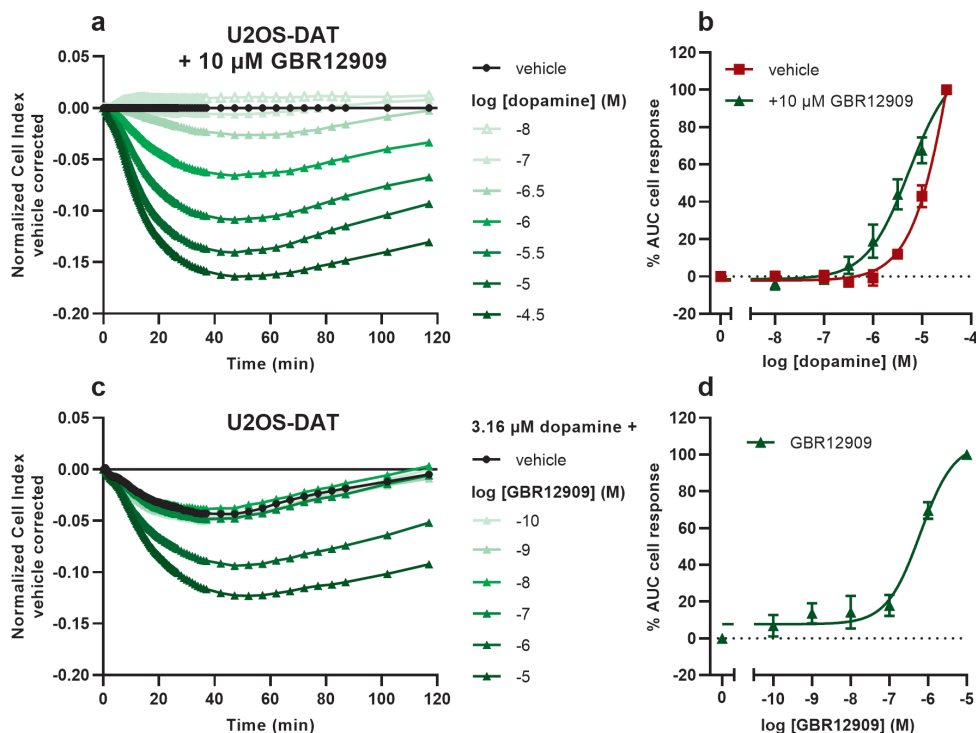 a
U2OS-DAT
+ 10 µM GBR12909
Normalized Cell Index
vehicle corrected
0.05
0.00
-0.05
-0.10
-0.15
-0.20
0 20 40 60 80 100 120
Time (min)
vehicle
log [dopamine] (M)
-8
-7
-6.5
-6
-5.5
-5
-4.5
b
% AUC cell response
120
100
80
60
40
20
0
-20
vehicle
+10 µM GBR12909
0 -8 -7 -6 -5 -4
log [dopamine] (M)
c
U2OS-DAT
Normalized Cell Index
vehicle corrected
0.05
0.00
-0.05
-0.10
-0.15
-0.20
0 20 40 60 80 100 120
Time (min)
3.16 µM dopamine +
vehicle
log [GBR12909] (M)
-10
-9
-8
-7
-6
-5
d
% AUC cell response
120
100
80
60
40
20
0
-20
GBR12909
0 -10 -9 -8 -7 -6 -5
log [GBR12909] (M)